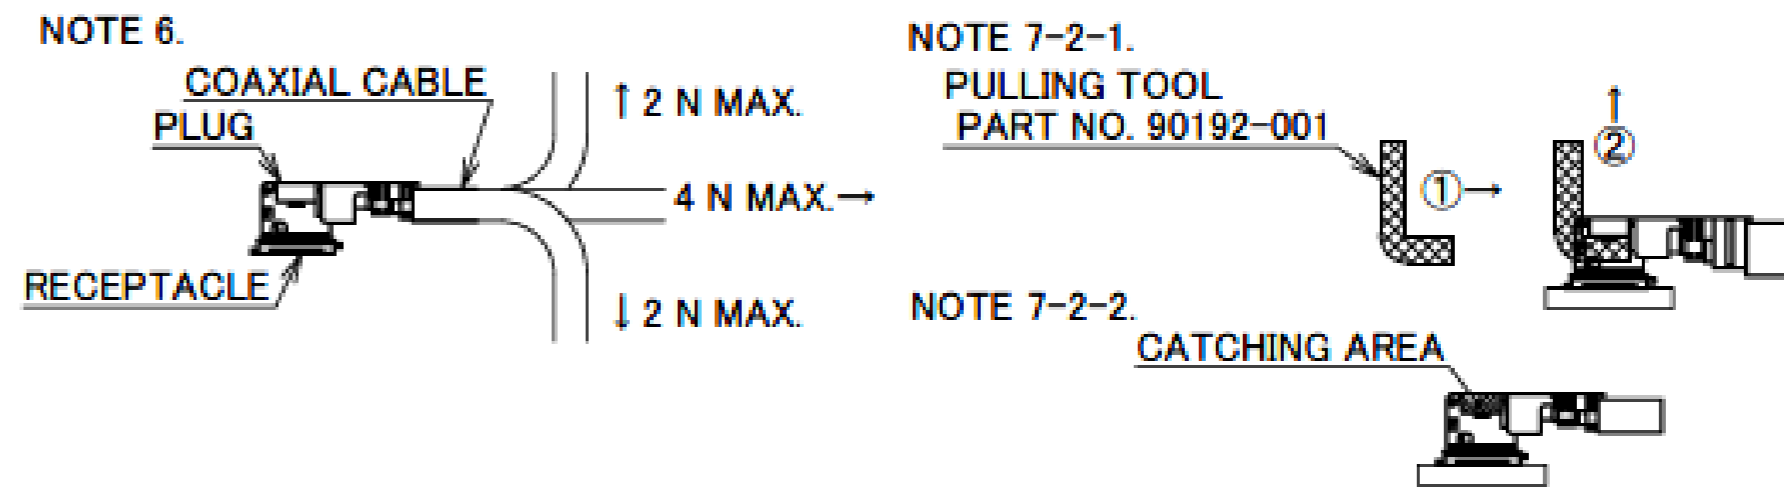 NOTE 6.
COAXIAL CABLE
PLUG
↑ 2 N MAX.
4 N MAX.→
RECEPTACLE
↓ 2 N MAX.
NOTE 7-2-1.
PULLING TOOL
PART NO. 90192-001
① →
↑
②
NOTE 7-2-2.
CATCHING AREA